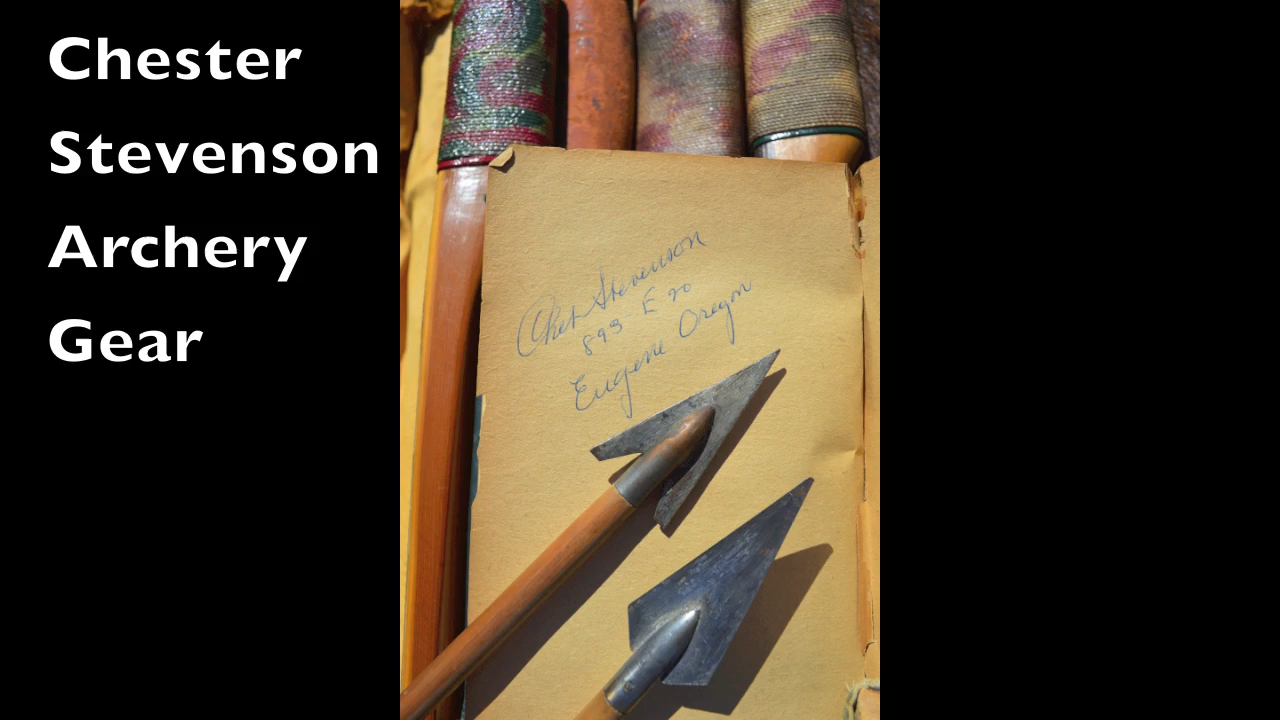 Chester
Stevenson
Archery
Gear
Chet Stevenson
893 E 20
Eugene Oregon